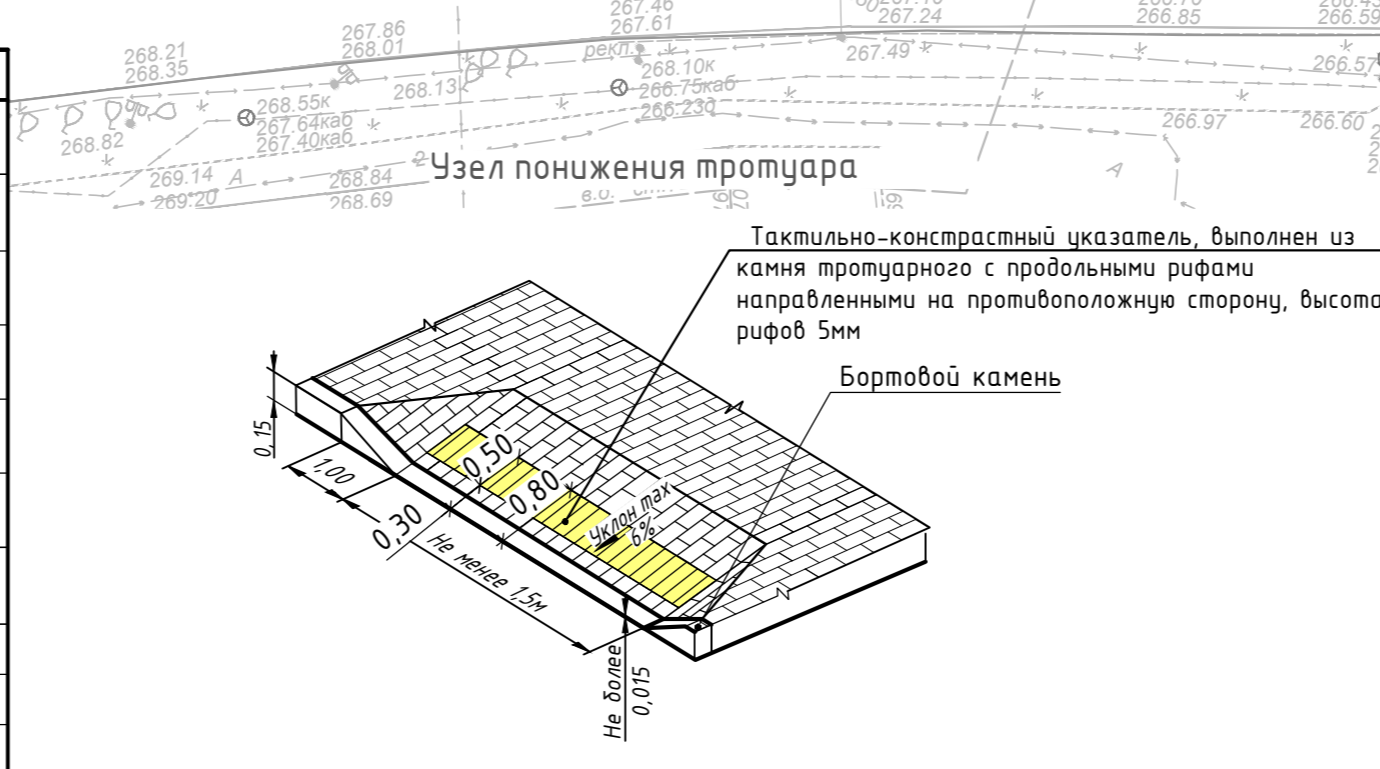 267.46
267.61
267.24
266.85
266.59
267.86
268.01
268.21
268.35
рекл.
267.49
268.10к
266.75каб
266.23д
266.57
268.13
268.55к
267.64каб
267.40каб
268.82
266.97
266.60
269.14
А
268.84
269.20
268.69
2
А
в.о.
Узел понижения тротуара
Тактильно-констрастный указатель, выполнен из
камня тротуарного с продольными рифами
направленными на противоположную сторону, высота
рифов 5мм
Бортовой камень
0,15
1,00
0,50
0,80
0,30
Уклон max
6%
Не менее 1,5м
Не более
0,015